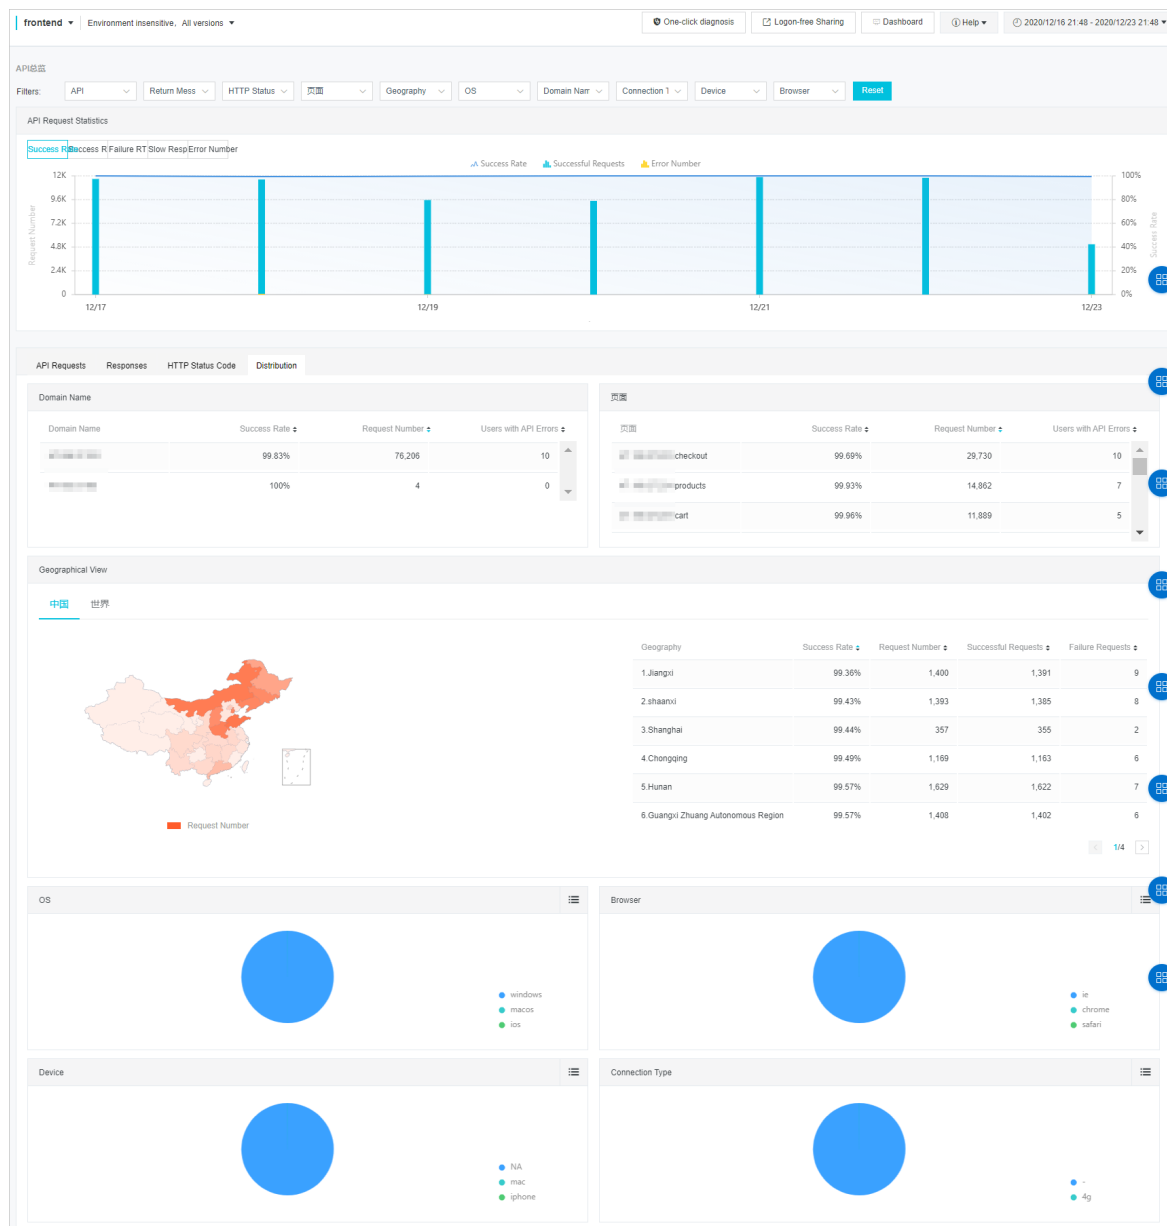 frontend Environment insensitive, All versions One-click diagnosis Logon-free Sharing Dashboard Help 2020/12/16 21:48 - 2020/12/23 21:48
API总览
Filters: API Return Mess HTTP Status 页面 Geography OS Domain Nam Connection T Device Browser Reset
API Request Statistics
Success Rate Success R Failure RT Slow Resp Error Number
Success Rate Successful Requests Error Number
12K 100%
9.6K 80%
7.2K 60%
4.8K 40%
2.4K 20%
0 0%
Request Number
Success Rate
12/17 12/19 12/21 12/23
API Requests Responses HTTP Status Code Distribution
Domain Name
Domain Name Success Rate Request Number Users with API Errors
99.83% 76,206 10
100% 4 0
页面
页面 Success Rate Request Number Users with API Errors
checkout 99.69% 29,730 10
products 99.93% 14,862 7
cart 99.96% 11,889 5
Geographical View
中国 世界
Request Number
Geography Success Rate Request Number Successful Requests Failure Requests
1.Jiangxi 99.36% 1,400 1,391 9
2.shaanxi 99.43% 1,393 1,385 8
3.Shanghai 99.44% 357 355 2
4.Chongqing 99.49% 1,169 1,163 6
5.Hunan 99.57% 1,629 1,622 7
6.Guangxi Zhuang Autonomous Region 99.57% 1,408 1,402 6
1/4
OS
windows
macos
ios
Browser
ie
chrome
safari
Device
NA
mac
iphone
Connection Type
-
4g